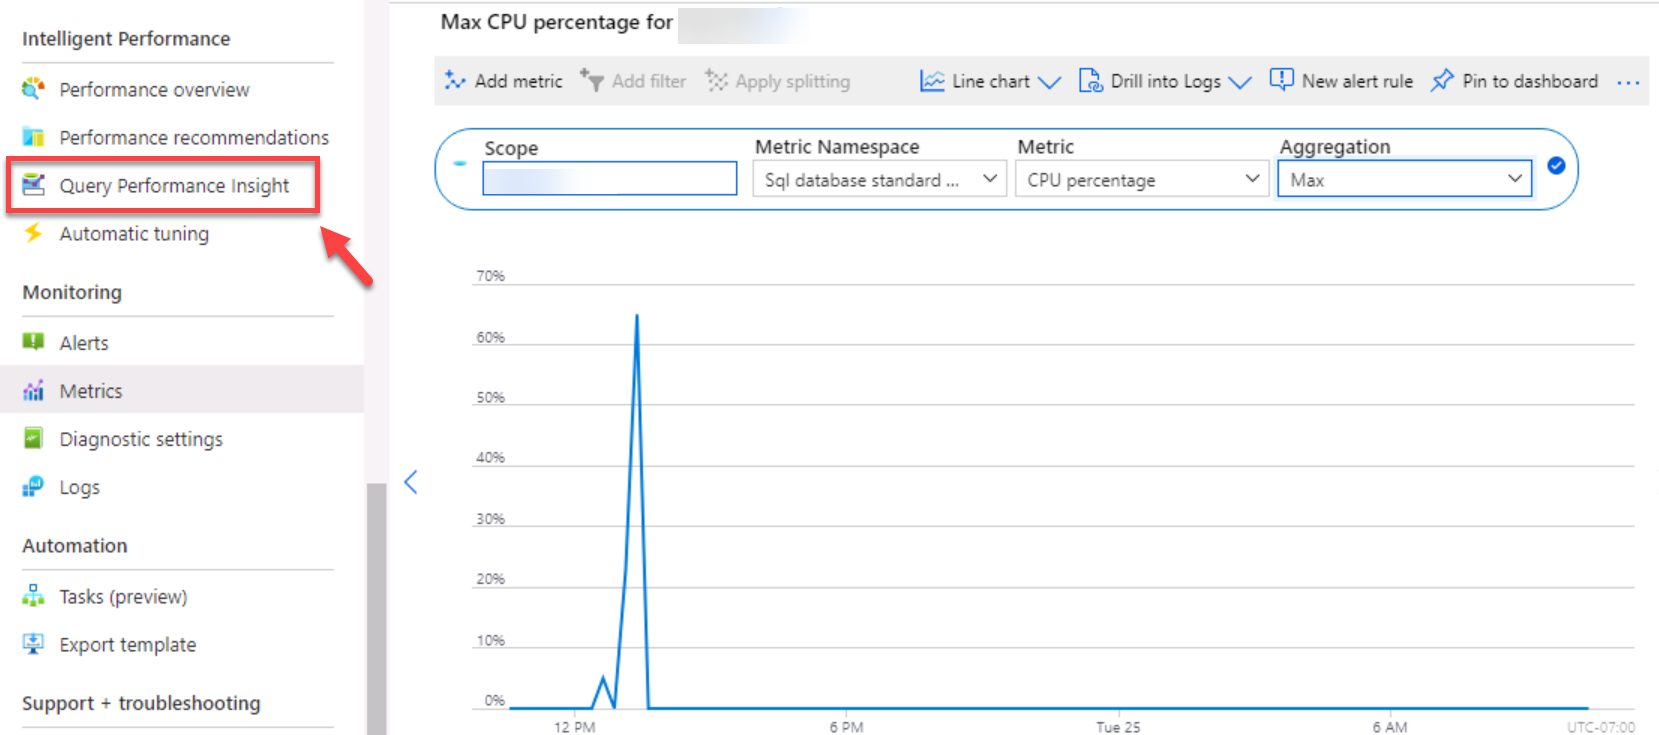 Intelligent Performance
Performance overview
Performance recommendations
Query Performance Insight
Automatic tuning
Monitoring
Alerts
Metrics
Diagnostic settings
Logs
Automation
Tasks (preview)
Export template
Support + troubleshooting
Max CPU percentage for
Add metric Add filter Apply splitting Line chart Drill into Logs New alert rule Pin to dashboard ...
Scope Metric Namespace Metric Aggregation
Sql database standard ... CPU percentage Max
70%
60%
50%
40%
30%
20%
10%
0%
12 PM 6 PM Tue 25 6 AM UTC-07:00